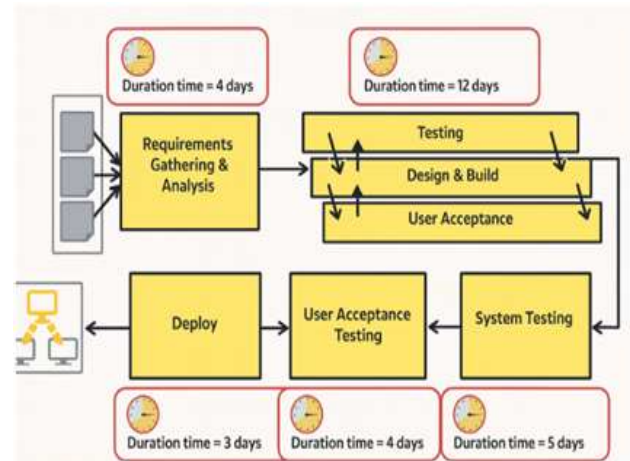 Duration time = 4 days
Duration time = 12 days
Requirements
Gathering &
Analysis
Testing
Design & Build
User Acceptance
Deploy
User Acceptance
Testing
System Testing
Duration time = 3 days
Duration time = 4 days
Duration time = 5 days